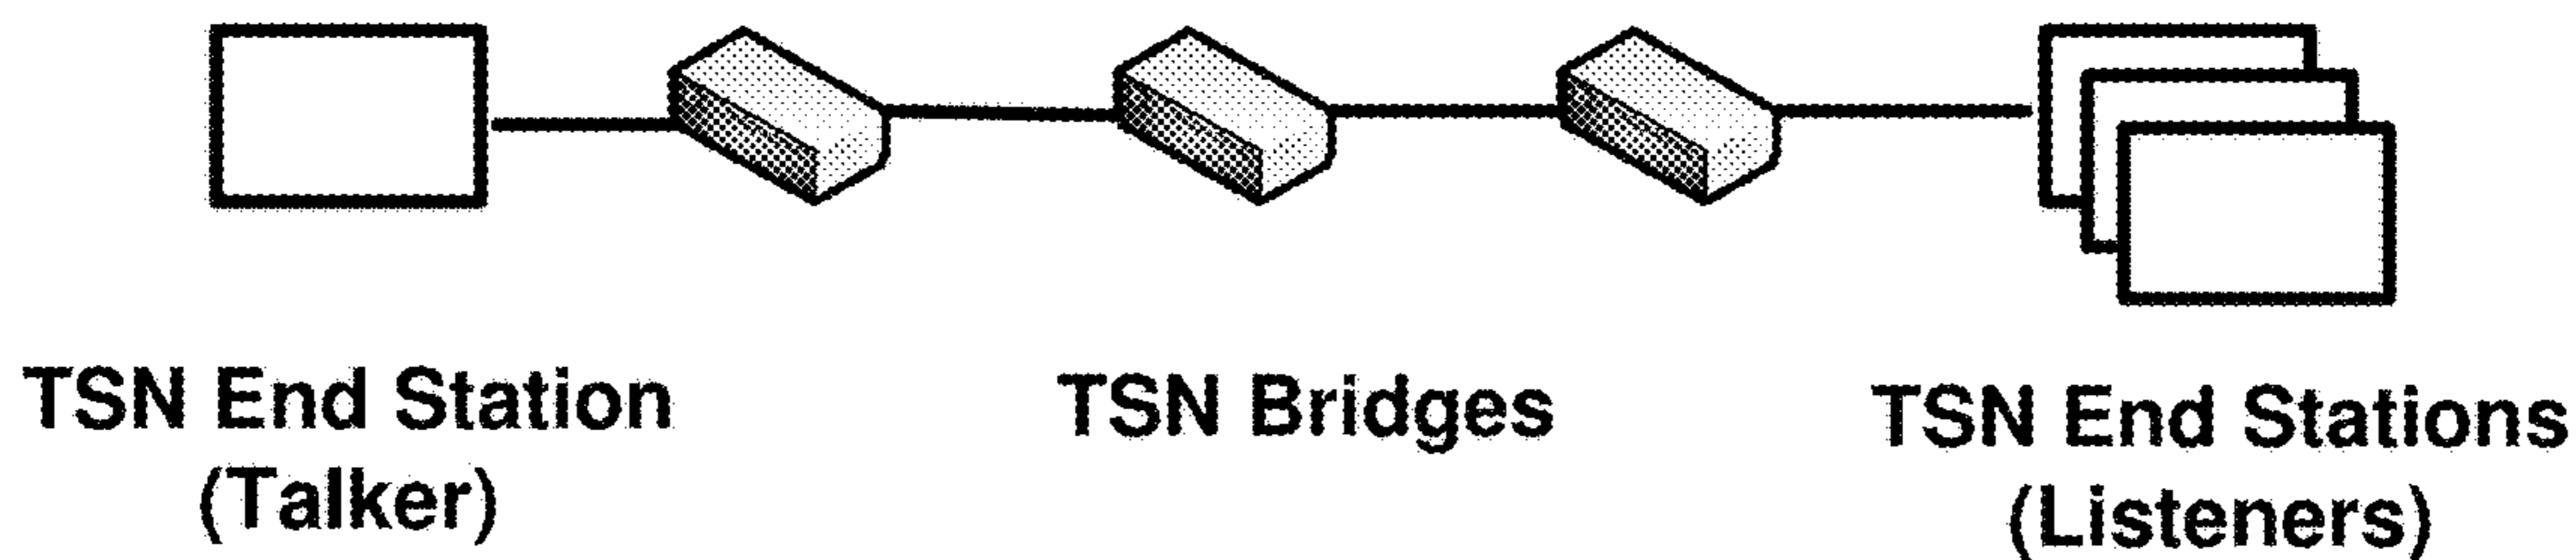 TSN End Station
(Talker)
TSN Bridges
TSN End Stations
(Listeners)